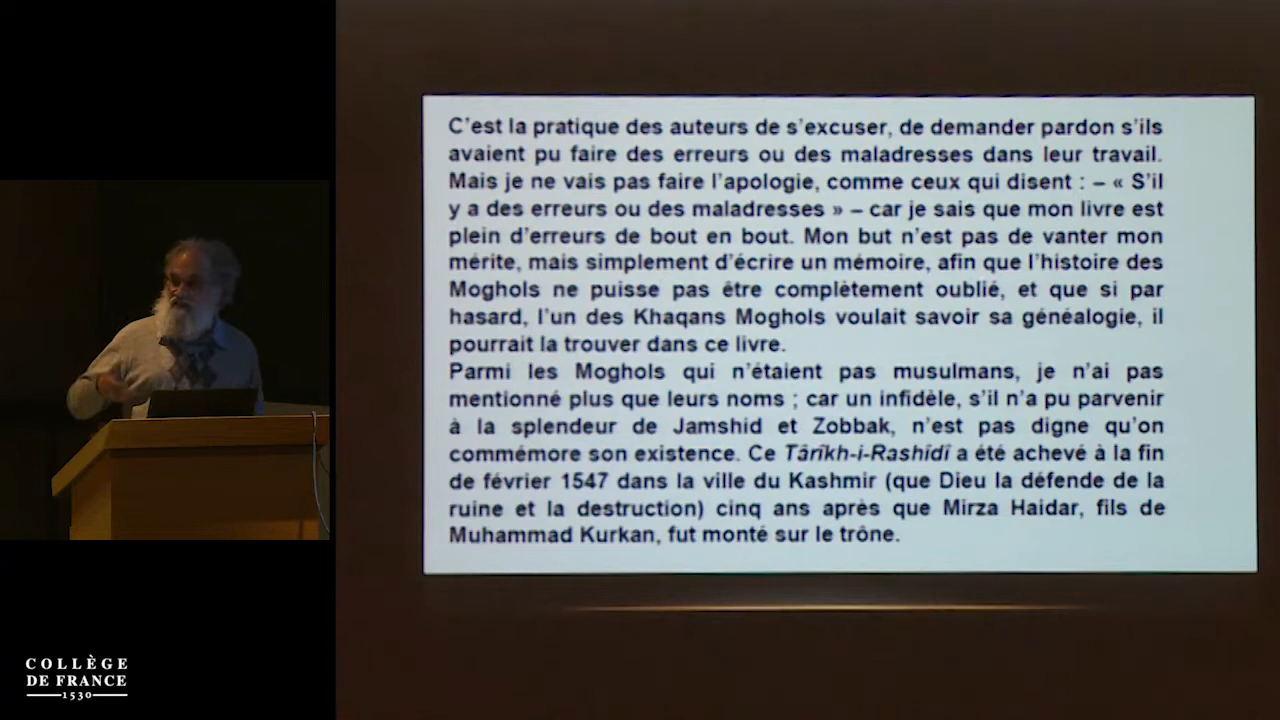 C'est la pratique des auteurs de s'excuser, de demander pardon s'ils
avaient pu faire des erreurs ou des maladresses dans leur travail.
Mais je ne vais pas faire l'apologie, comme ceux qui disent : – « S'il
y a des erreurs ou des maladresses » – car je sais que mon livre est
plein d'erreurs de bout en bout. Mon but n'est pas de vanter mon
mérite, mais simplement d'écrire un mémoire, afin que l'histoire des
Moghols ne puisse pas être complètement oublié, et que si par
hasard, l'un des Khaqans Moghols voulait savoir sa généalogie, il
pourrait la trouver dans ce livre.
Parmi les Moghols qui n'étaient pas musulmans, je n'ai pas
mentionné plus que leurs noms ; car un infidèle, s'il n'a pu parvenir
à la splendeur de Jamshid et Zobbak, n'est pas digne qu'on
commémore son existence. Ce Târîkh-i-Rashîdî a été achevé à la fin
de février 1547 dans la ville du Kashmir (que Dieu la défende de la
ruine et la destruction) cinq ans après que Mirza Haidar, fils de
Muhammad Kurkan, fut monté sur le trône.
COLLÈGE
DE FRANCE
1530